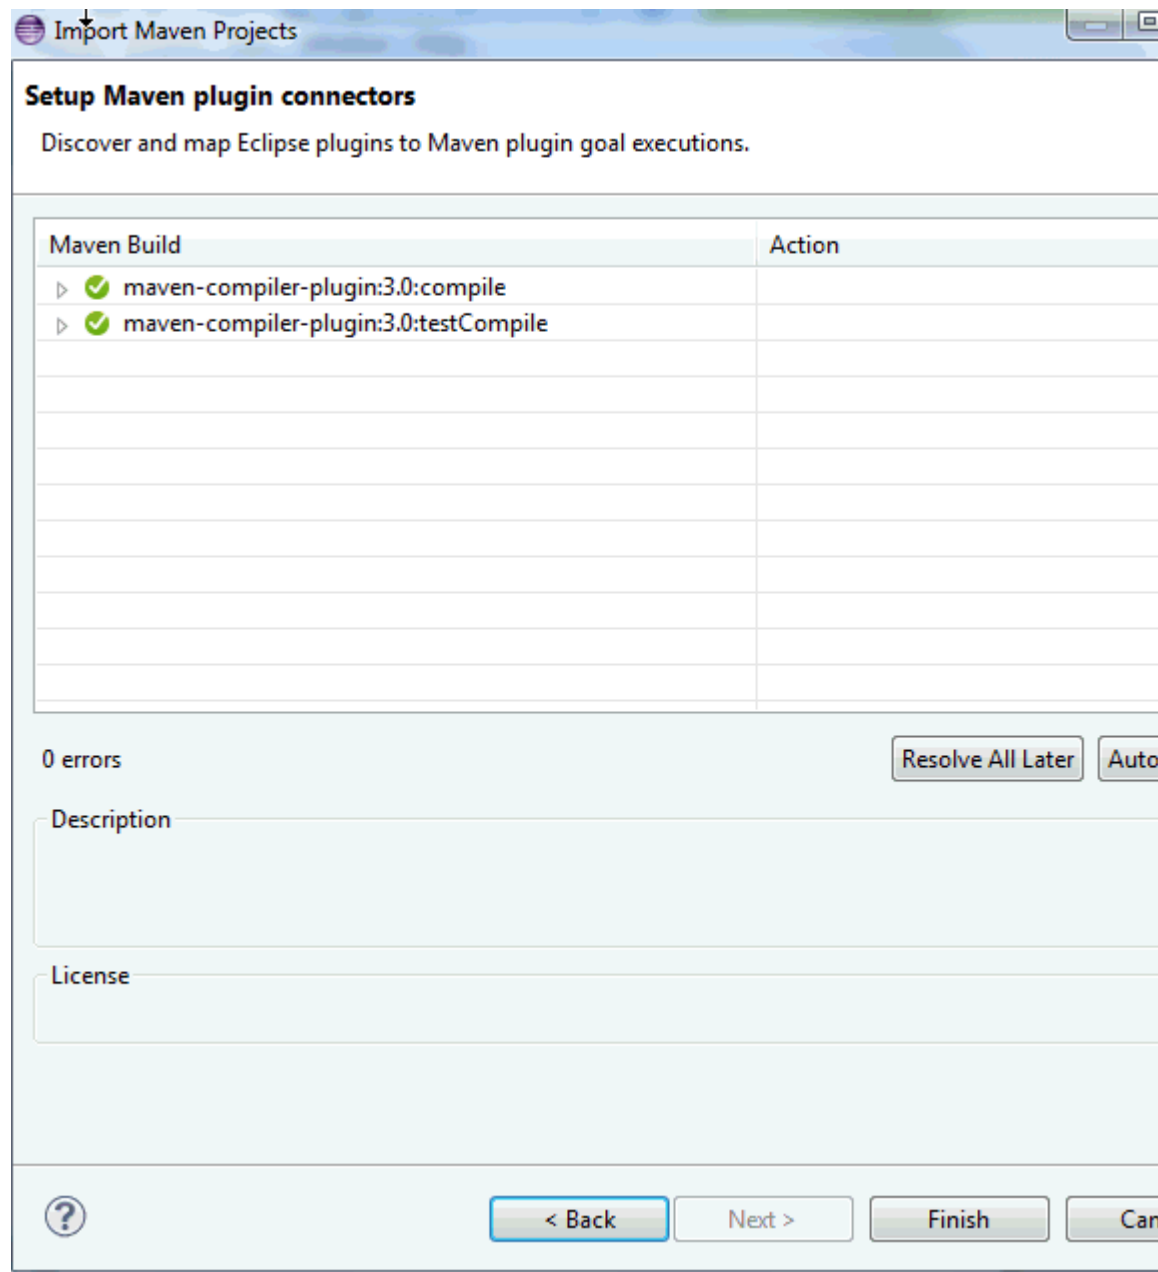 Import Maven Projects
Setup Maven plugin connectors
Discover and map Eclipse plugins to Maven plugin goal executions.
Maven Build Action
maven-compiler-plugin:3.0:compile
maven-compiler-plugin:3.0:testCompile
0 errors Resolve All Later Auto
Description
License
? < Back Next > Finish Can